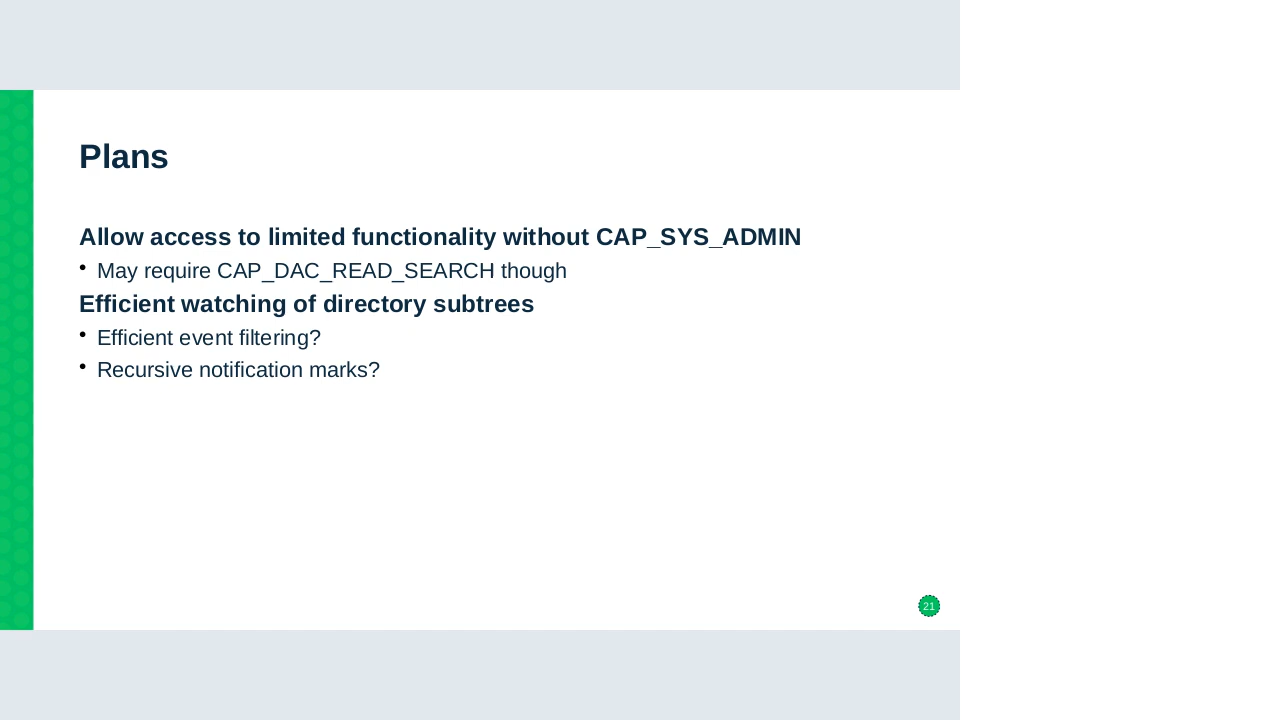 Plans
Allow access to limited functionality without CAP_SYS_ADMIN
• May require CAP_DAC_READ_SEARCH though
Efficient watching of directory subtrees
• Efficient event filtering?
• Recursive notification marks?
21